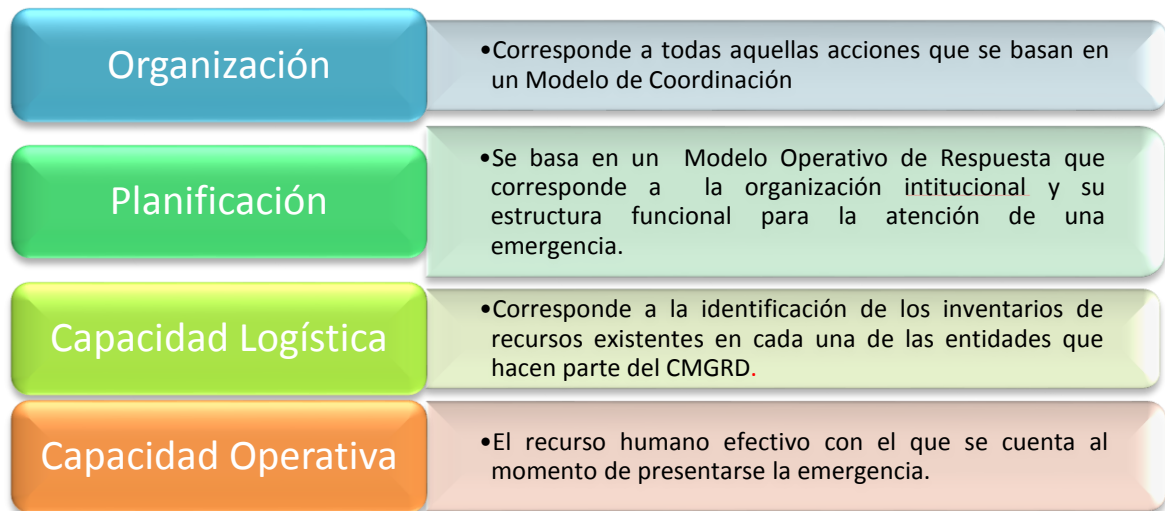 Organización
•Corresponde a todas aquellas acciones que se basan en
un Modelo de Coordinación
Planificación
•Se basa en un Modelo Operativo de Respuesta que
corresponde a la organización intitucional y su
estructura funcional para la atención de una
emergencia.
Capacidad Logística
•Corresponde a la identificación de los inventarios de
recursos existentes en cada una de las entidades que
hacen parte del CMGRD.
Capacidad Operativa
•El recurso humano efectivo con el que se cuenta al
momento de presentarse la emergencia.